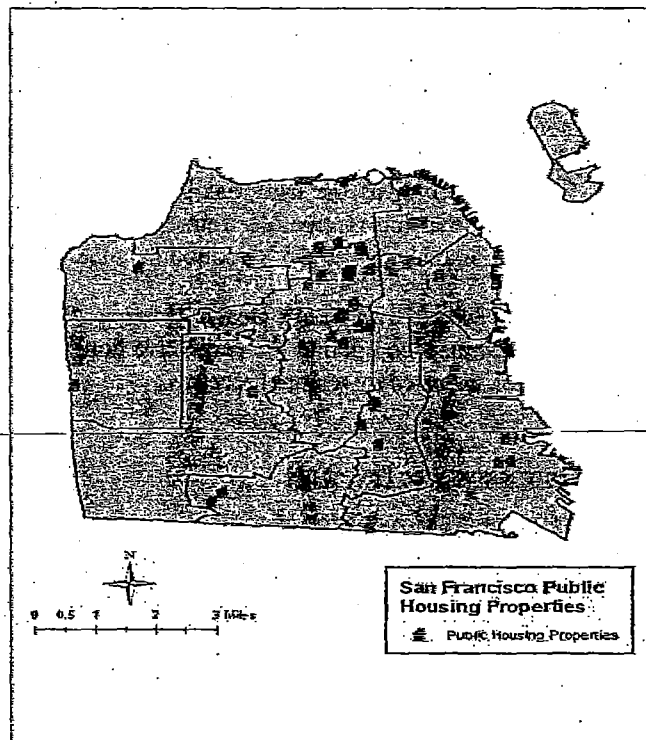 N
0 0.5 1 2 3 Miles
San Francisco Public
Housing Properties
Public Housing Properties